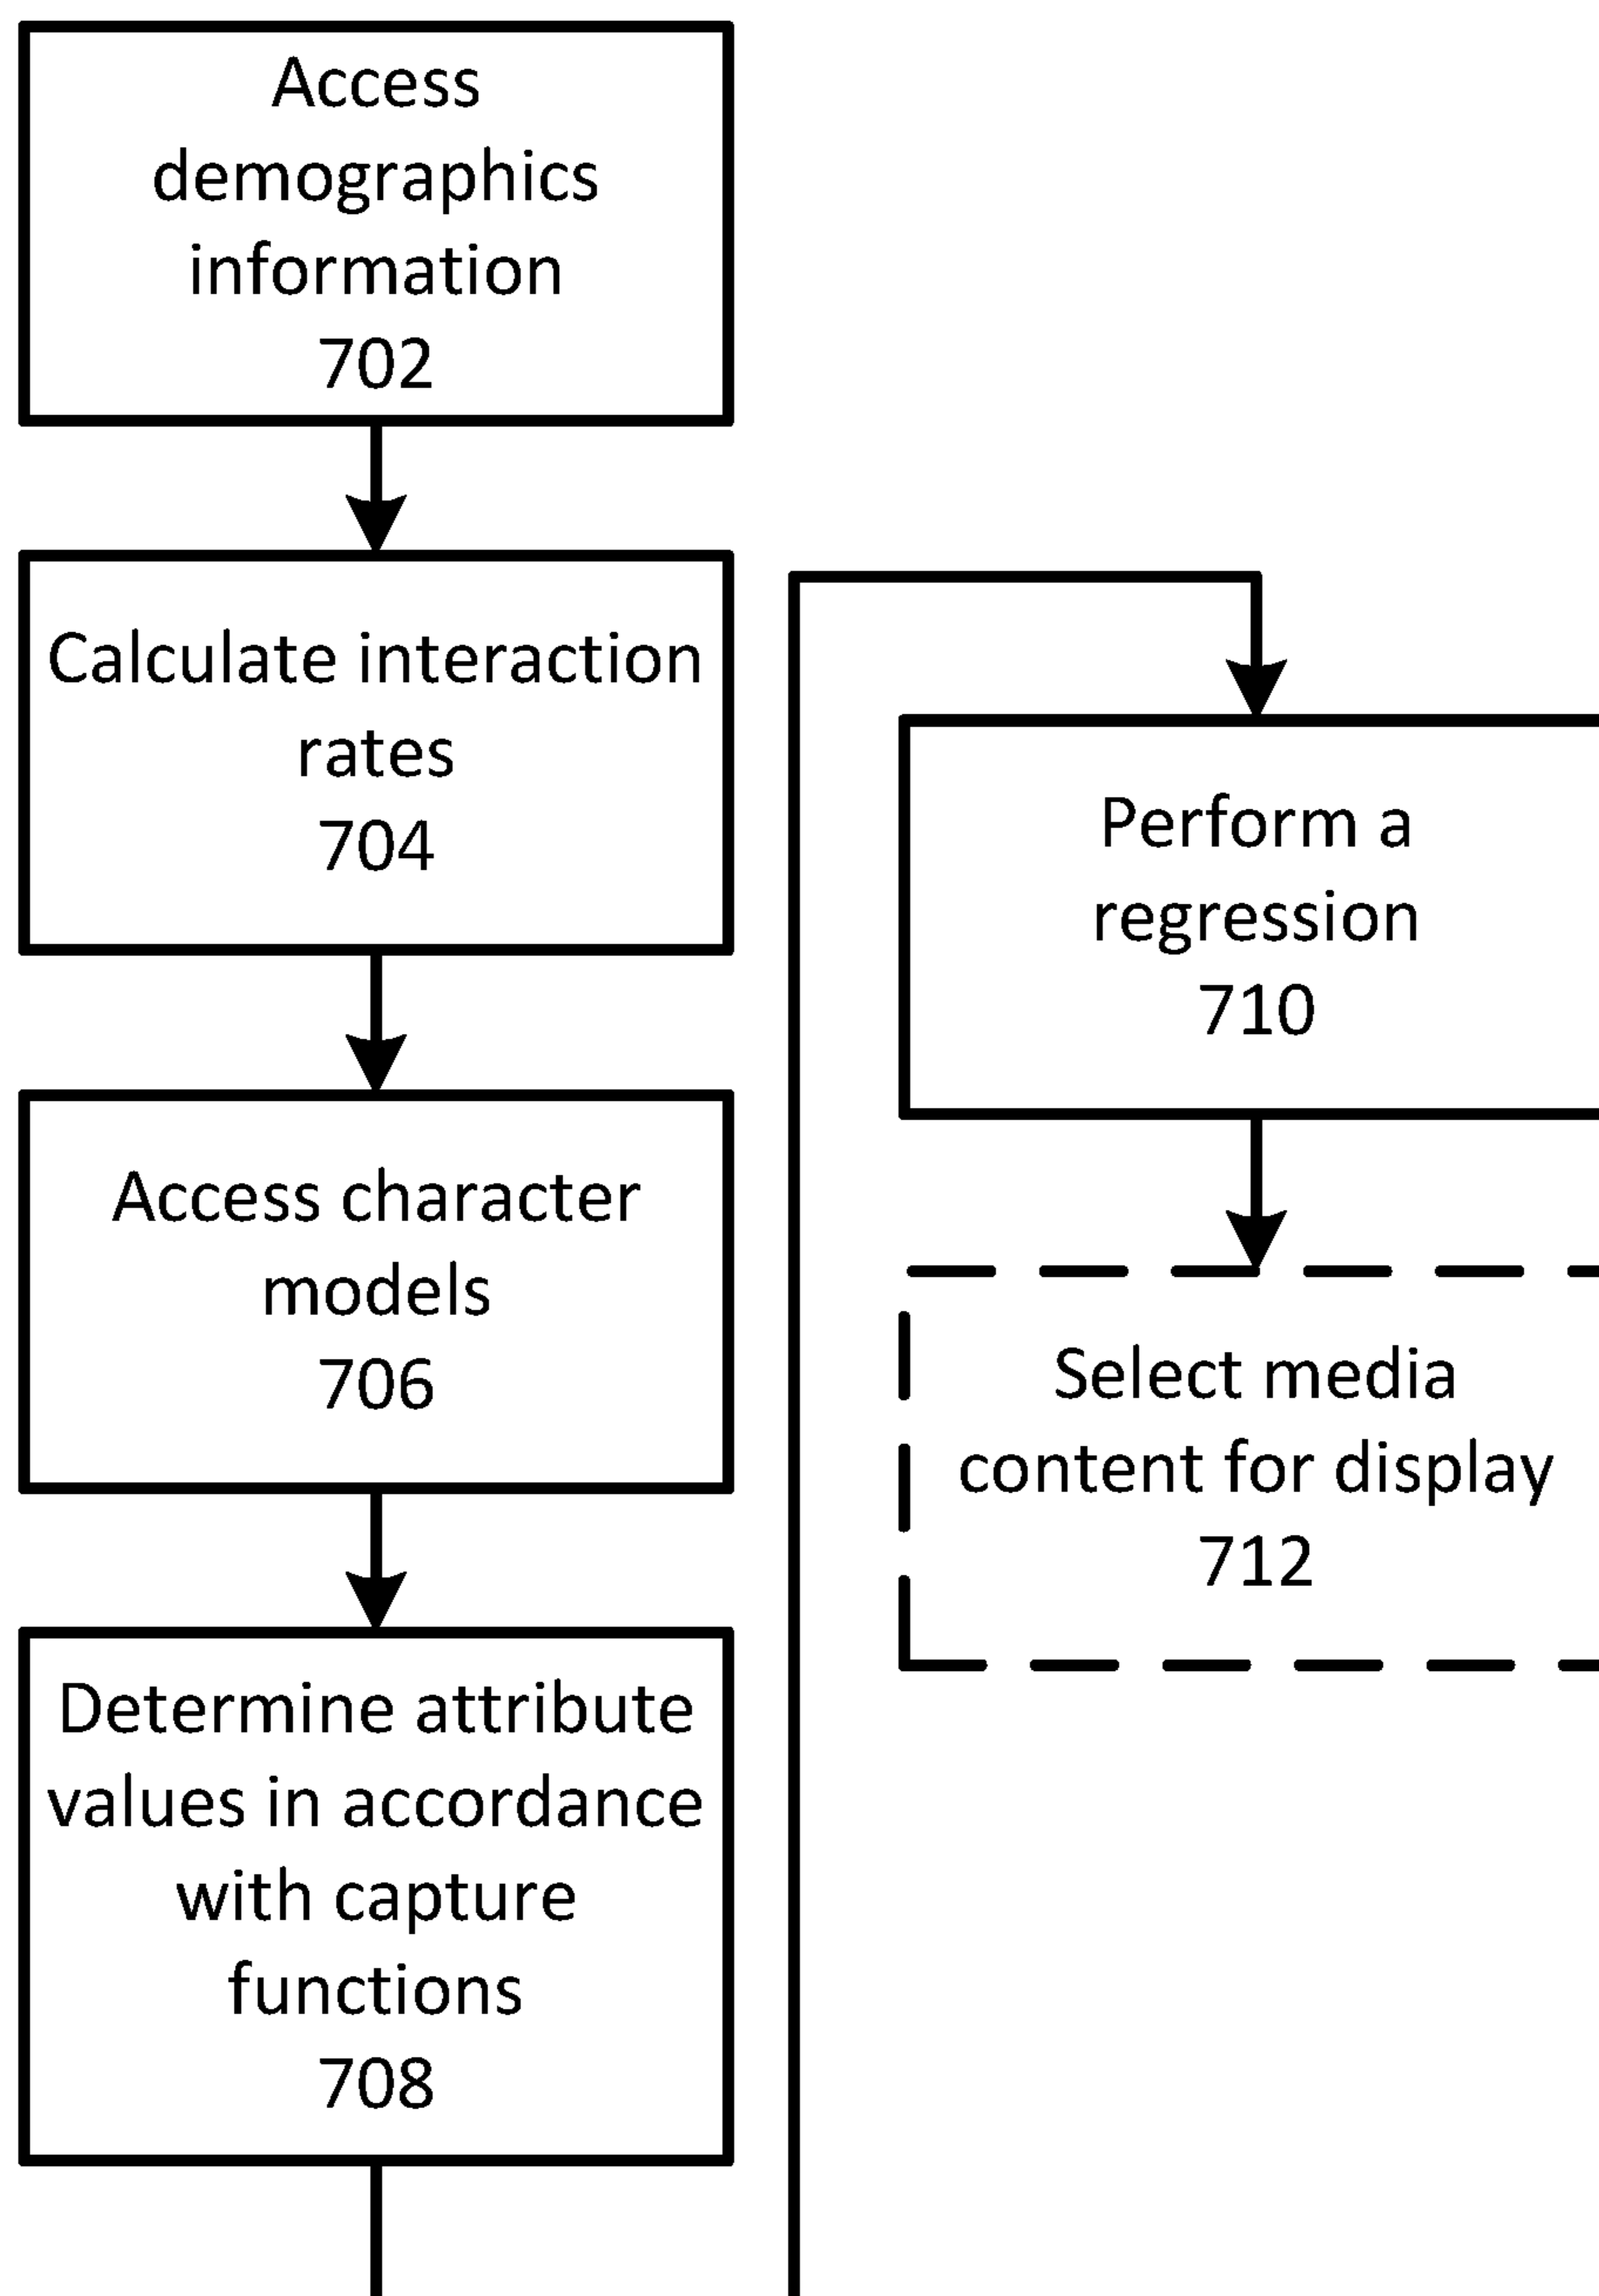 Access
demographics
information
702
Calculate interaction
rates
704
Access character
models
706
Determine attribute
values in accordance
with capture
functions
708
Perform a
regression
710
Select media
content for display
712